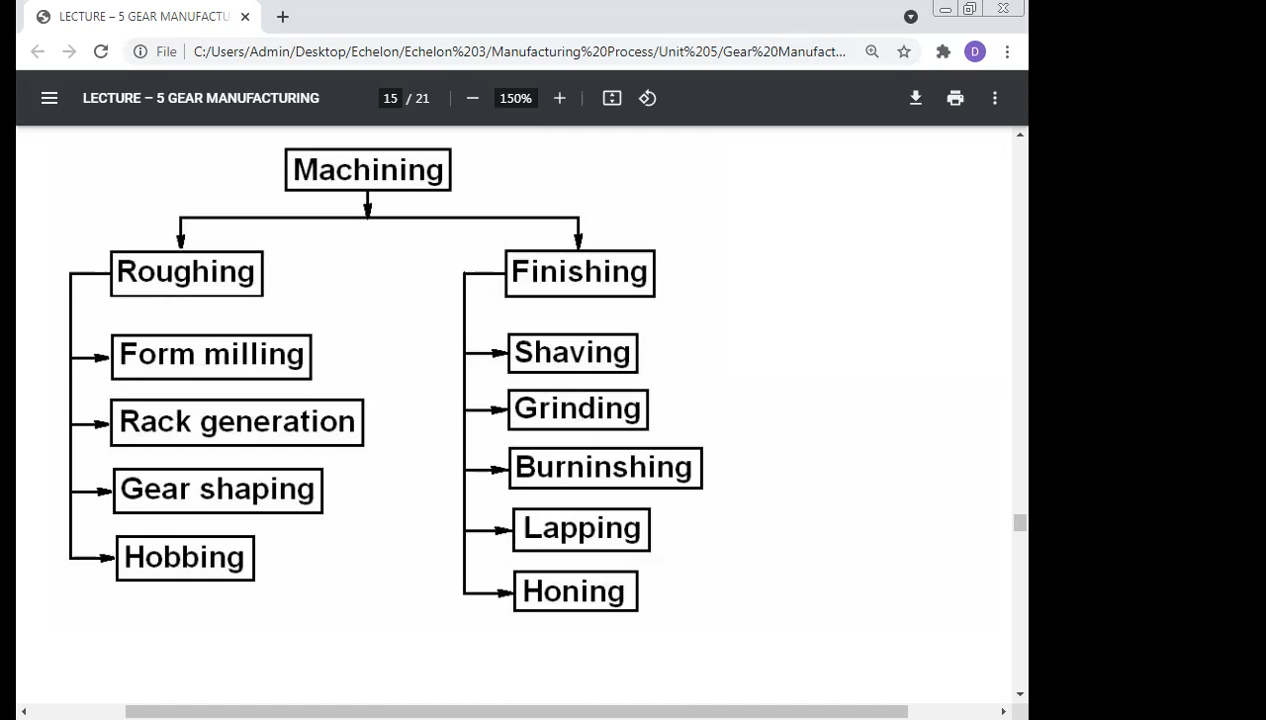 LECTURE – 5 GEAR MANUFACTU
File C:/Users/Admin/Desktop/Echelon/Echelon%203/Manufacturing%20Process/Unit%205/Gear%20Manufact...
D
LECTURE – 5 GEAR MANUFACTURING
15 / 21
150%
Machining
Roughing
Finishing
Form milling
Shaving
Rack generation
Grinding
Gear shaping
Burninshing
Hobbing
Lapping
Honing